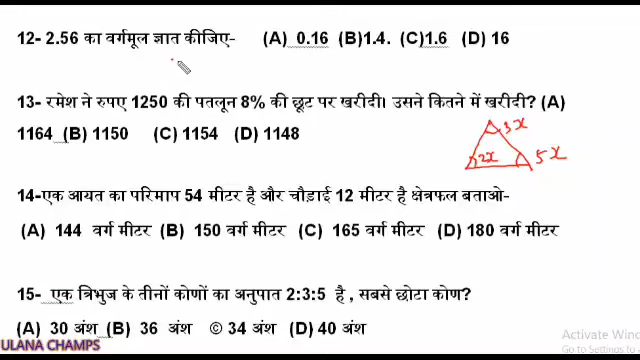 12- 2.56 का वर्गमूल ज्ञात कीजिए- (A) 0.16 (B)1.4. (C)1.6 (D) 16
13- रमेश ने रुपए 1250 की पतलून 8% की छूट पर खरीदी। उसने कितने में खरीदी? (A)
1164 (B) 1150 (C) 1154 (D) 1148
3x
2x 5x
14-एक आयत का परिमाप 54 मीटर है और चौड़ाई 12 मीटर है क्षेत्रफल बताओ-
(A) 144 वर्ग मीटर (B) 150 वर्ग मीटर (C) 165 वर्ग मीटर (D) 180 वर्ग मीटर
15- एक त्रिभुज के तीनों कोणों का अनुपात 2:3:5 है , सबसे छोटा कोण?
(A) 30 अंश (B) 36 अंश © 34 अंश (D) 40 अंश
Activate Wind
Go to Settings to
ULANA CHAMPS